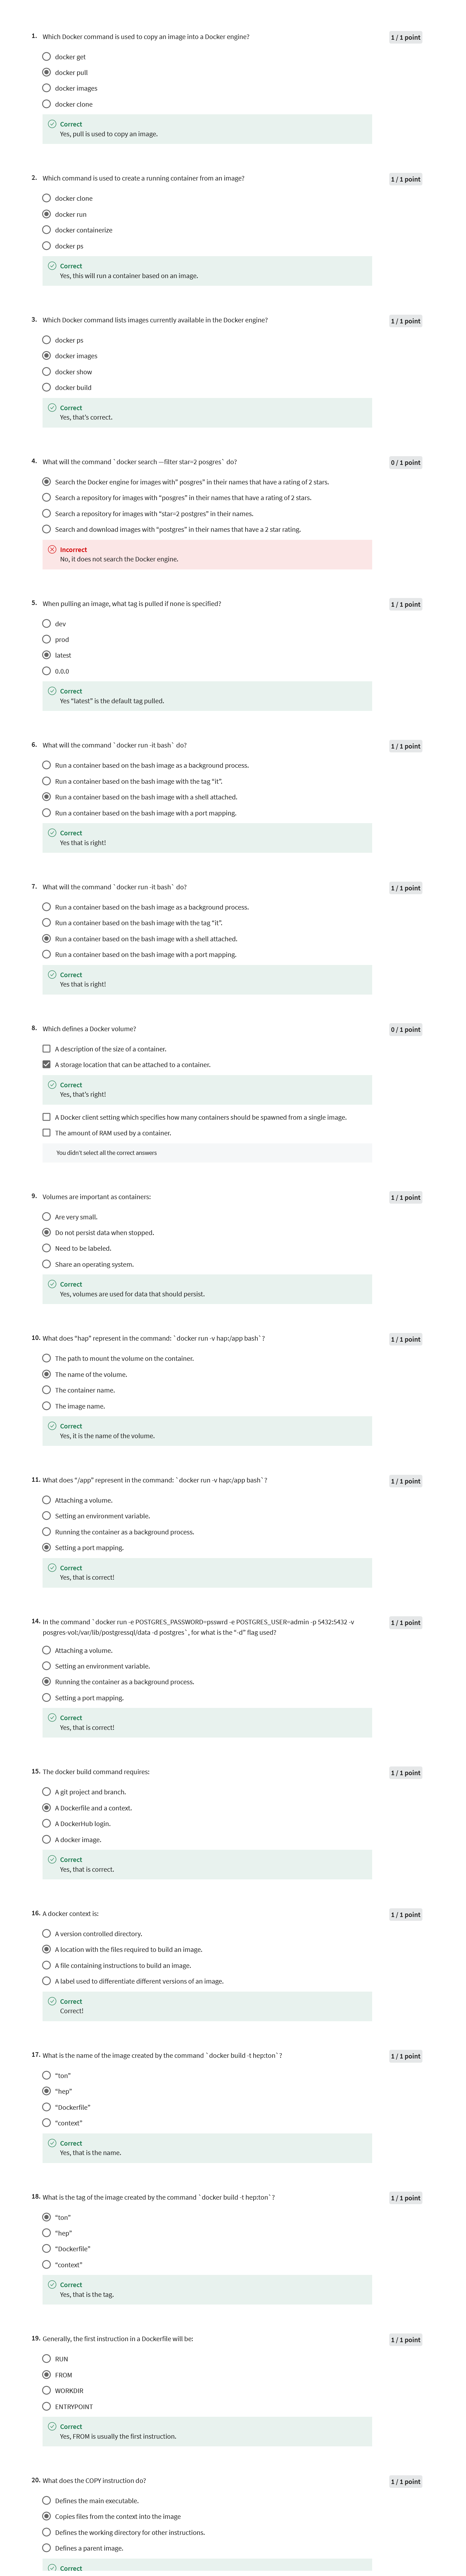 1. Which Docker command is used to copy an image into a Docker engine?
1 / 1 point
docker get
docker pull
docker images
docker clone
Correct
Yes, pull is used to copy an image.
2. Which command is used to create a running container from an image?
1 / 1 point
docker clone
docker run
docker containerize
docker ps
Correct
Yes, this will run a container based on an image.
3. Which Docker command lists images currently available in the Docker engine?
1 / 1 point
docker ps
docker images
docker show
docker build
Correct
Yes, that's correct.
4. What will the command `docker search —filter star=2 posgres` do?
0 / 1 point
Search the Docker engine for images with" posgres" in their names that have a rating of 2 stars.
Search a repository for images with "posgres" in their names that have a rating of 2 stars.
Search a repository for images with "star=2 postgres" in their names.
Search and download images with "postgres" in their names that have a 2 star rating.
Incorrect
No, it does not search the Docker engine.
5. When pulling an image, what tag is pulled if none is specified?
1 / 1 point
dev
prod
latest
0.0.0
Correct
Yes "latest" is the default tag pulled.
6. What will the command `docker run -it bash` do?
1 / 1 point
Run a container based on the bash image as a background process.
Run a container based on the bash image with the tag "it".
Run a container based on the bash image with a shell attached.
Run a container based on the bash image with a port mapping.
Correct
Yes that is right!
7. What will the command `docker run -it bash` do?
1 / 1 point
Run a container based on the bash image as a background process.
Run a container based on the bash image with the tag "it".
Run a container based on the bash image with a shell attached.
Run a container based on the bash image with a port mapping.
Correct
Yes that is right!
8. Which defines a Docker volume?
0 / 1 point
A description of the size of a container.
A storage location that can be attached to a container.
Correct
Yes, that's right!
A Docker client setting which specifies how many containers should be spawned from a single image.
The amount of RAM used by a container.
You didn't select all the correct answers
9. Volumes are important as containers:
1 / 1 point
Are very small.
Do not persist data when stopped.
Need to be labeled.
Share an operating system.
Correct
Yes, volumes are used for data that should persist.
10. What does "hap" represent in the command: `docker run -v hap:/app bash`?
1 / 1 point
The path to mount the volume on the container.
The name of the volume.
The container name.
The image name.
Correct
Yes, it is the name of the volume.
11. What does "/app" represent in the command: `docker run -v hap:/app bash`?
1 / 1 point
Attaching a volume.
Setting an environment variable.
Running the container as a background process.
Setting a port mapping.
Correct
Yes, that is correct!
14. In the command `docker run -e POSTGRES_PASSWORD=psswrd -e POSTGRES_USER=admin -p 5432:5432 -v
posgres-vol:/var/lib/postgressql/data -d postgres`, for what is the "-d" flag used?
1 / 1 point
Attaching a volume.
Setting an environment variable.
Running the container as a background process.
Setting a port mapping.
Correct
Yes, that is correct!
15. The docker build command requires:
1 / 1 point
A git project and branch.
A Dockerfile and a context.
A DockerHub login.
A docker image.
Correct
Yes, that is correct.
16. A docker context is:
1 / 1 point
A version controlled directory.
A location with the files required to build an image.
A file containing instructions to build an image.
A label used to differentiate different versions of an image.
Correct
Correct!
17. What is the name of the image created by the command `docker build -t hep:ton`?
1 / 1 point
"ton"
"hep"
"Dockerfile"
"context"
Correct
Yes, that is the name.
18. What is the tag of the image created by the command `docker build -t hep:ton`?
1 / 1 point
"ton"
"hep"
"Dockerfile"
"context"
Correct
Yes, that is the tag.
19. Generally, the first instruction in a Dockerfile will be:
1 / 1 point
RUN
FROM
WORKDIR
ENTRYPOINT
Correct
Yes, FROM is usually the first instruction.
20. What does the COPY instruction do?
1 / 1 point
Defines the main executable.
Copies files from the context into the image
Defines the working directory for other instructions.
Defines a parent image.
Correct